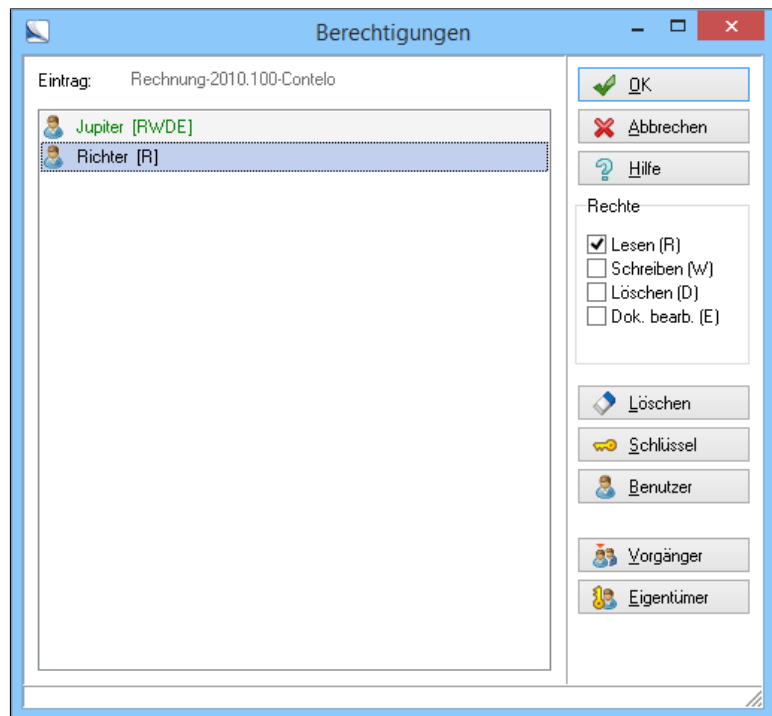 Berechtigungen
Eintrag: Rechnung-2010.100-Contelo
Jupiter [RWDE]
Richter [R]
OK
Abbrechen
Hilfe
Rechte
Lesen (R)
Schreiben (W)
Löschen (D)
Dok. bearb. (E)
Löschen
Schlüssel
Benutzer
Vorgänger
Eigentümer